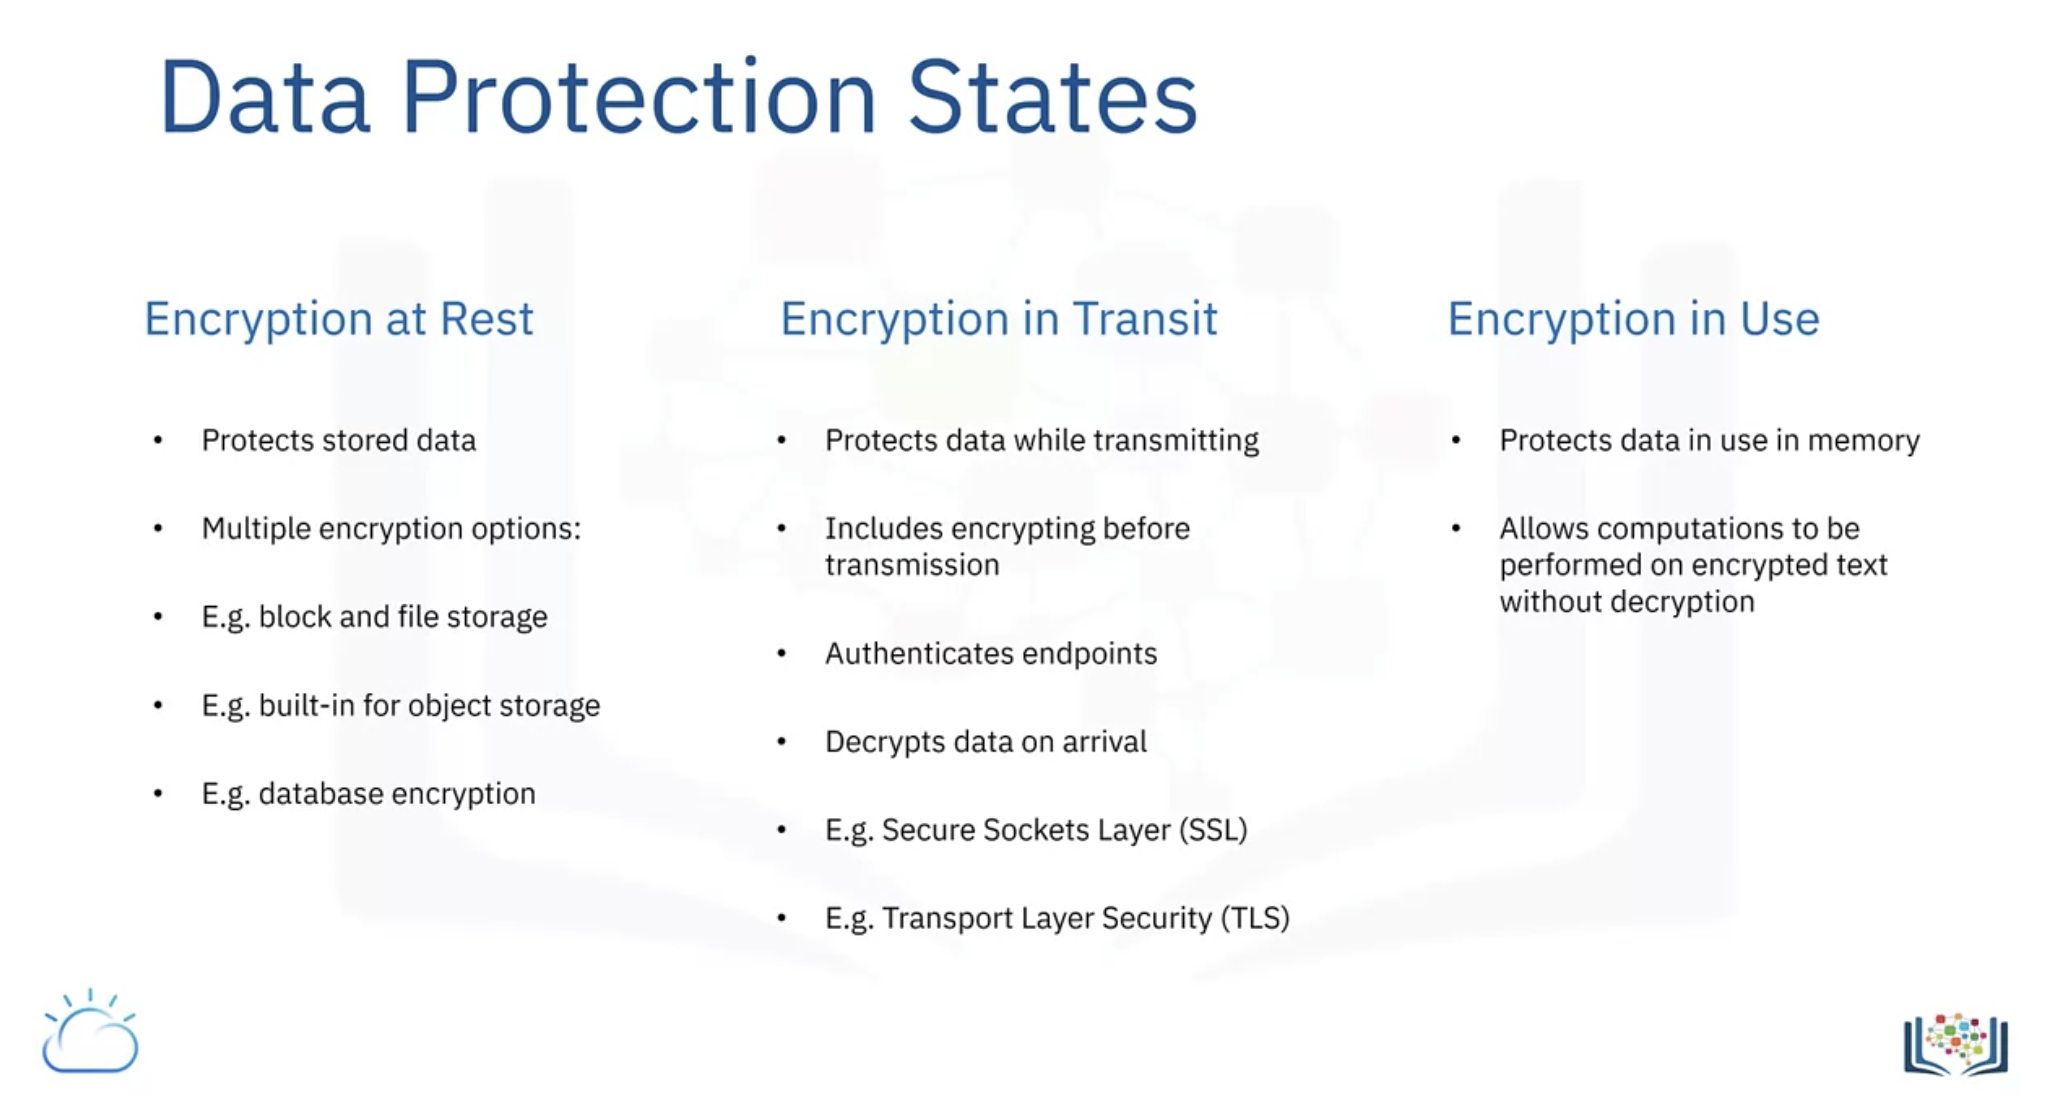 Data Protection States
Encryption at Rest
• Protects stored data
• Multiple encryption options:
• E.g. block and file storage
• E.g. built-in for object storage
• E.g. database encryption
Encryption in Transit
• Protects data while transmitting
• Includes encrypting before
transmission
• Authenticates endpoints
• Decrypts data on arrival
• E.g. Secure Sockets Layer (SSL)
• E.g. Transport Layer Security (TLS)
Encryption in Use
• Protects data in use in memory
• Allows computations to be
performed on encrypted text
without decryption